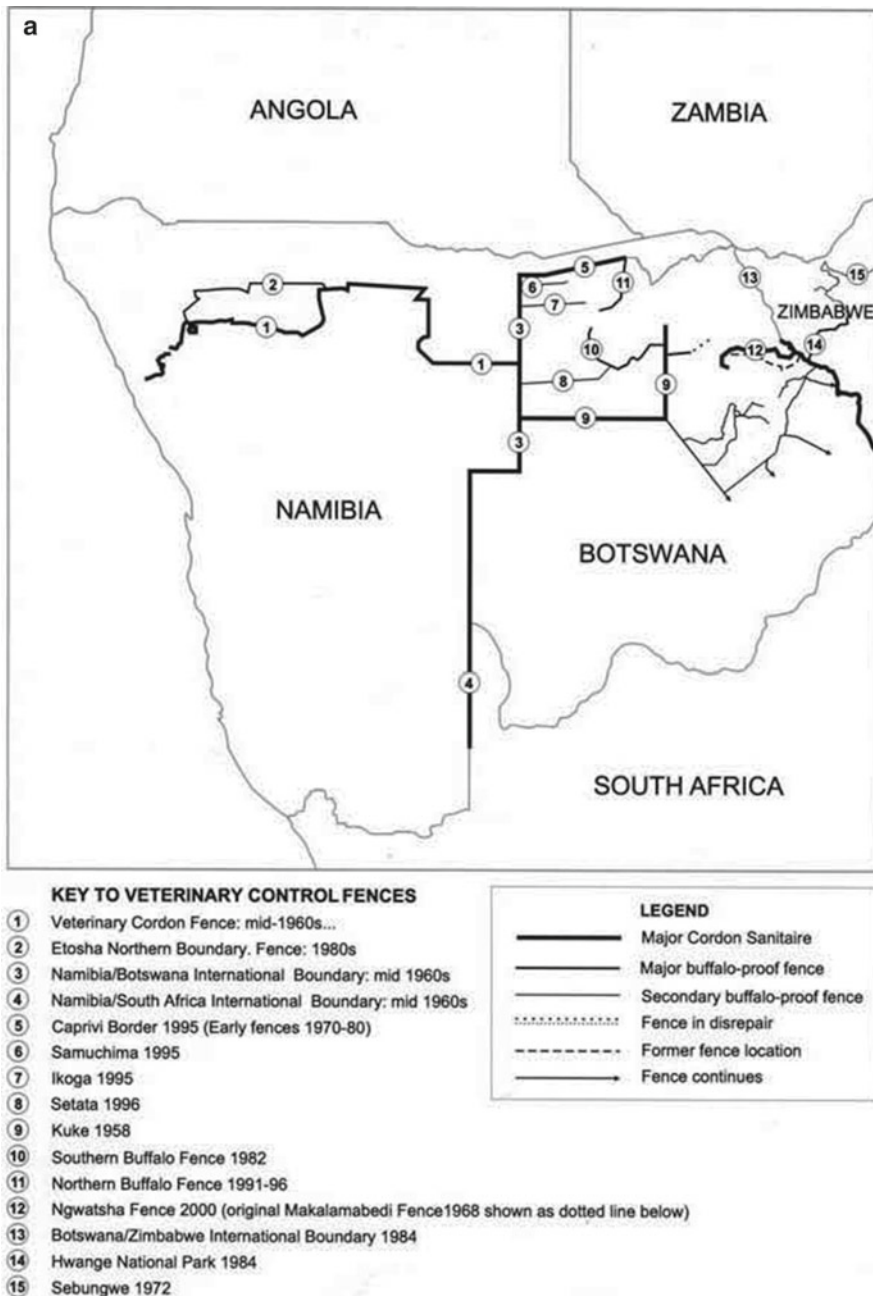 a
ANGOLA
ZAMBIA
5
13
15
2
6
11
7
ZIMBABWE
1
3
10
12
14
1
8
9
9
3
NAMIBIA
BOTSWANA
4
SOUTH AFRICA
KEY TO VETERINARY CONTROL FENCES
1 Veterinary Cordon Fence: mid-1960s...
2 Etosha Northern Boundary. Fence: 1980s
3 Namibia/Botswana International Boundary: mid 1960s
4 Namibia/South Africa International Boundary: mid 1960s
5 Caprivi Border 1995 (Early fences 1970-80)
6 Samuchima 1995
7 Ikoga 1995
8 Setata 1996
9 Kuke 1958
10 Southern Buffalo Fence 1982
11 Northern Buffalo Fence 1991-96
12 Ngwatsha Fence 2000 (original Makalamabedi Fence1968 shown as dotted line below)
13 Botswana/Zimbabwe International Boundary 1984
14 Hwange National Park 1984
15 Sebungwe 1972
LEGEND
Major Cordon Sanitaire
Major buffalo-proof fence
Secondary buffalo-proof fence
Fence in disrepair
Former fence location
Fence continues